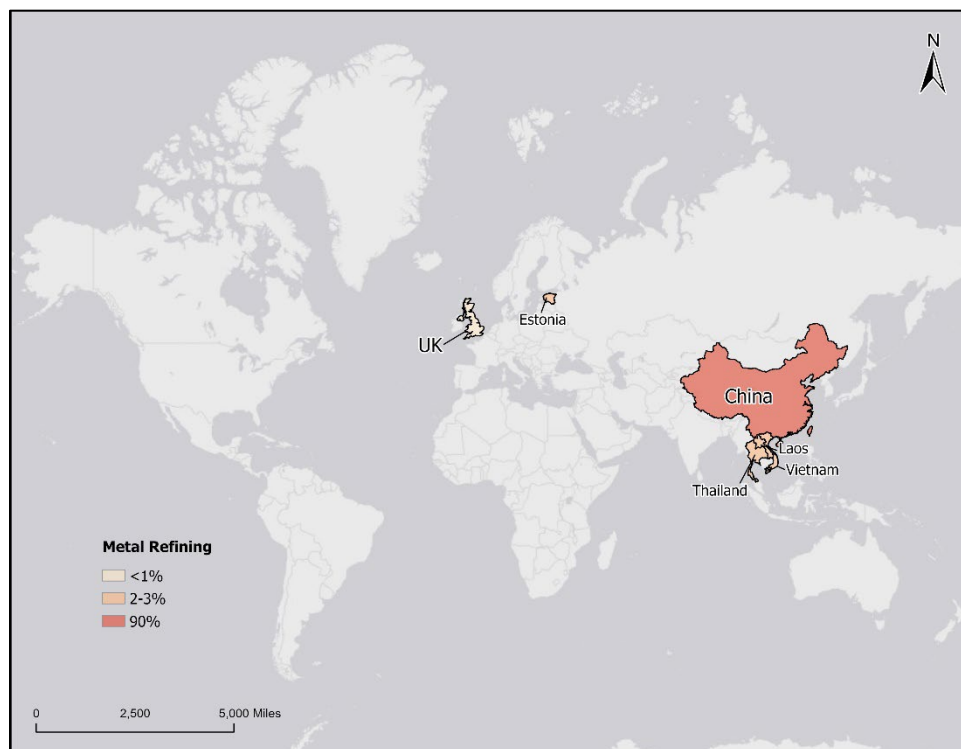 N
Estonia
UK
China
Laos
Vietnam
Thailand
Metal Refining
<1%
2-3%
90%
0 2,500 5,000 Miles